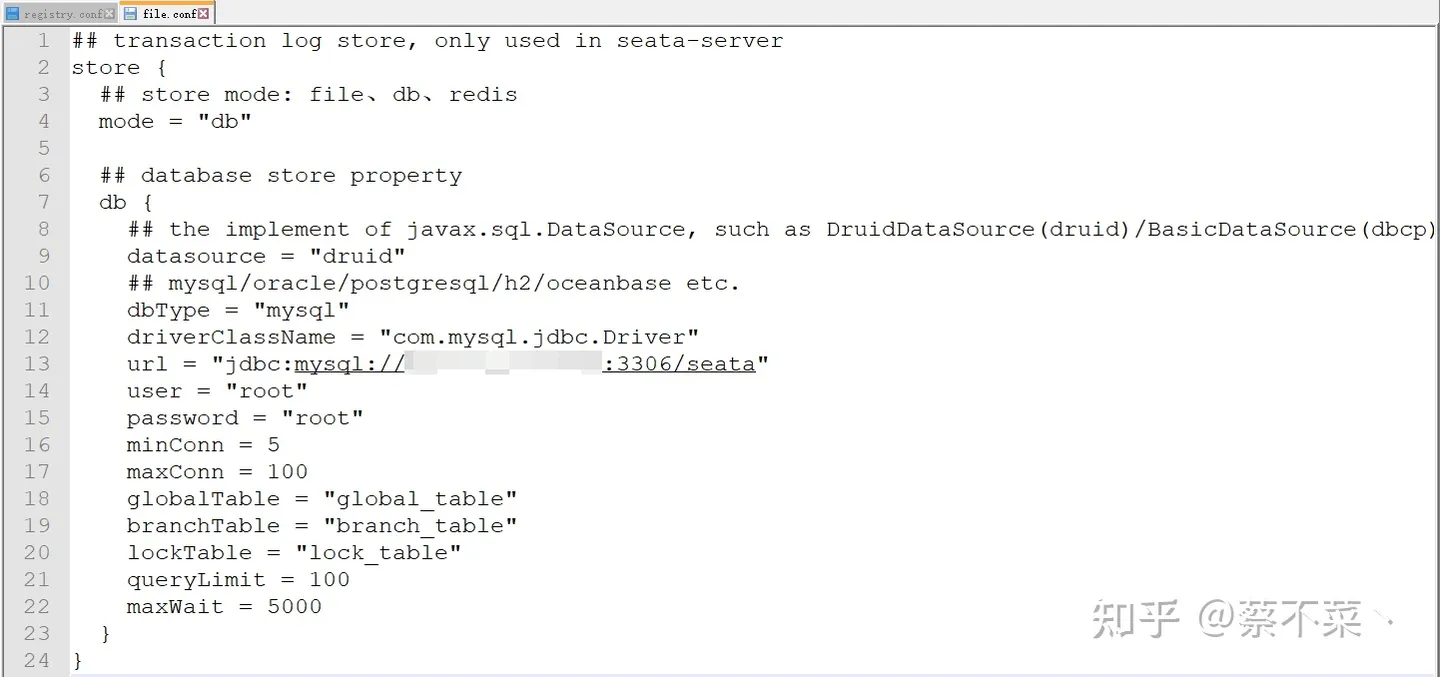 registry.conf file.conf
1 ## transaction log store, only used in seata-server
2 store {
3 ## store mode: file、db、redis
4 mode = "db"
5
6 ## database store property
7 db {
8 ## the implement of javax.sql.DataSource, such as DruidDataSource(druid)/BasicDataSource(dbcp)
9 datasource = "druid"
10 ## mysql/oracle/postgresql/h2/oceanbase etc.
11 dbType = "mysql"
12 driverClassName = "com.mysql.jdbc.Driver"
13 url = "jdbc:mysql:// :3306/seata"
14 user = "root"
15 password = "root"
16 minConn = 5
17 maxConn = 100
18 globalTable = "global_table"
19 branchTable = "branch_table"
20 lockTable = "lock_table"
21 queryLimit = 100
22 maxWait = 5000
23 }
24 }
知乎 @蔡不菜丶